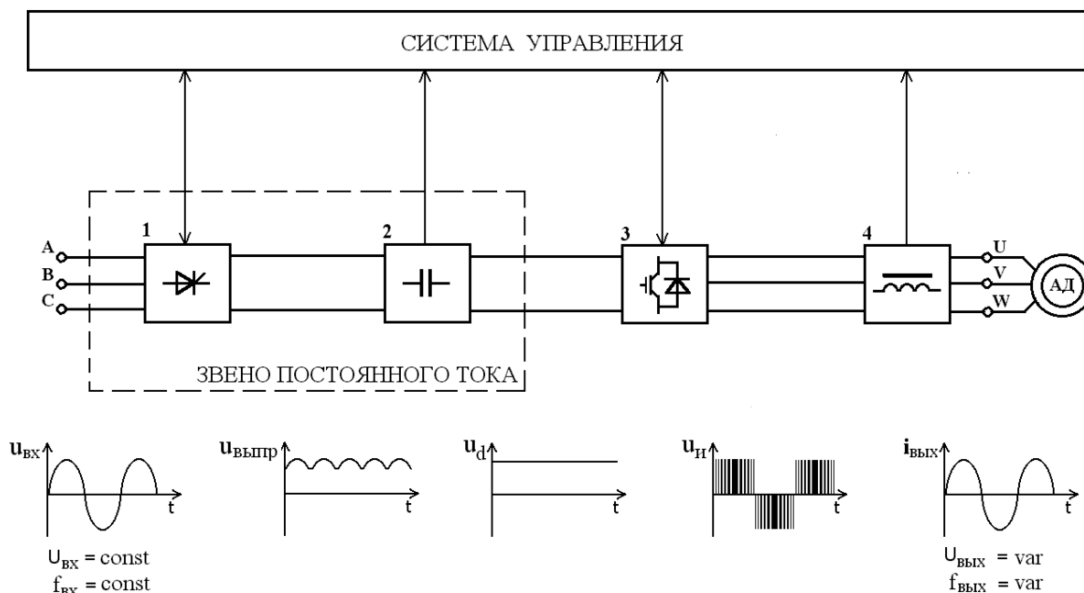 СИСТЕМА УПРАВЛЕНИЯ
1 2 3 4
A U
B V АД
C W
ЗВЕНО ПОСТОЯННОГО ТОКА
uвх t
uвыпр t
ud t
uи t
iвых t
Uвх = const
fвх = const
Uвых = var
fвых = var